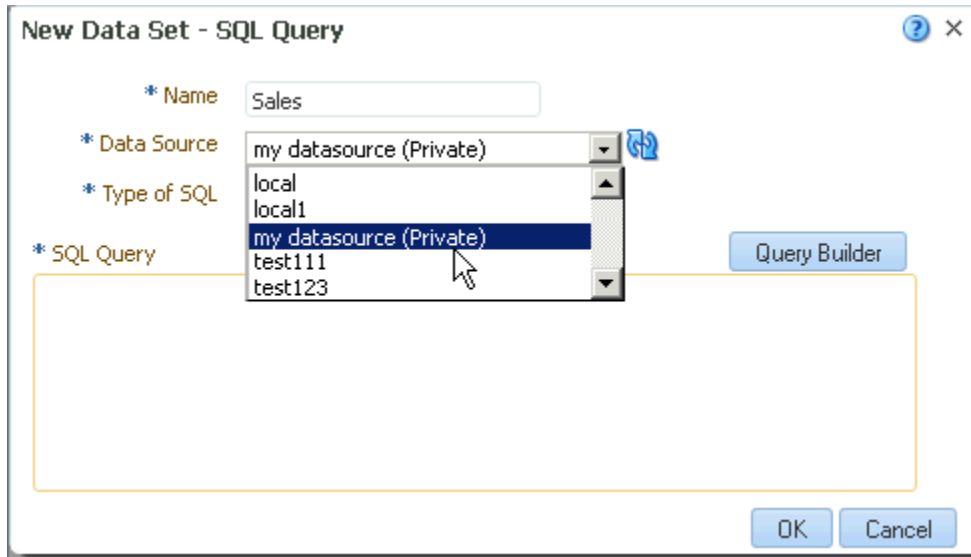 New Data Set - SQL Query
* Name Sales
* Data Source my datasource (Private)
* Type of SQL
local
local1
my datasource (Private)
test111
test123
* SQL Query
Query Builder
OK Cancel